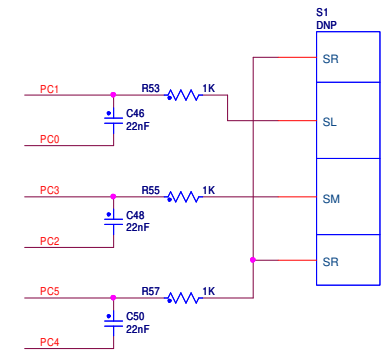 S1
DNP
SR
PC1
R53
1K
C46
22nF
SL
PC0
PC3
R55
1K
SM
C48
22nF
PC2
SR
PC5
R57
1K
C50
22nF
PC4